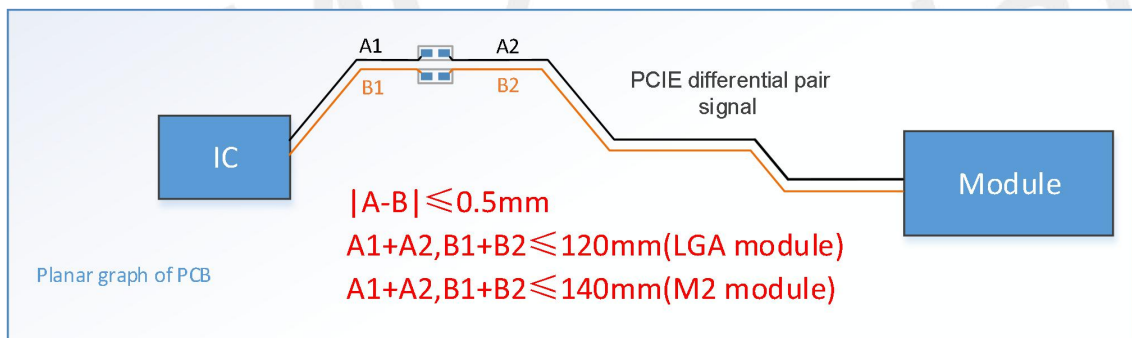 A1
A2
B1
B2
PCIE differential pair
signal
IC
Module
|A-B|≤0.5mm
A1+A2,B1+B2≤120mm(LGA module)
A1+A2,B1+B2≤140mm(M2 module)
Planar graph of PCB